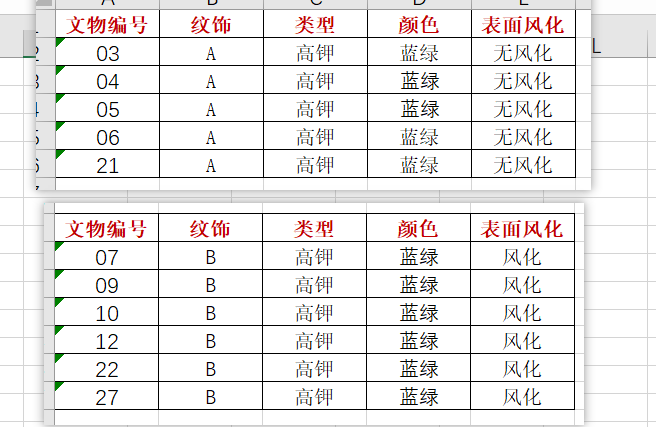 文物编号 纹饰 类型 颜色 表面风化
2 03 A 高钾 蓝绿 无风化
3 04 A 高钾 蓝绿 无风化
4 05 A 高钾 蓝绿 无风化
5 06 A 高钾 蓝绿 无风化
6 21 A 高钾 蓝绿 无风化
L
文物编号 纹饰 类型 颜色 表面风化
07 B 高钾 蓝绿 风化
09 B 高钾 蓝绿 风化
10 B 高钾 蓝绿 风化
12 B 高钾 蓝绿 风化
22 B 高钾 蓝绿 风化
27 B 高钾 蓝绿 风化